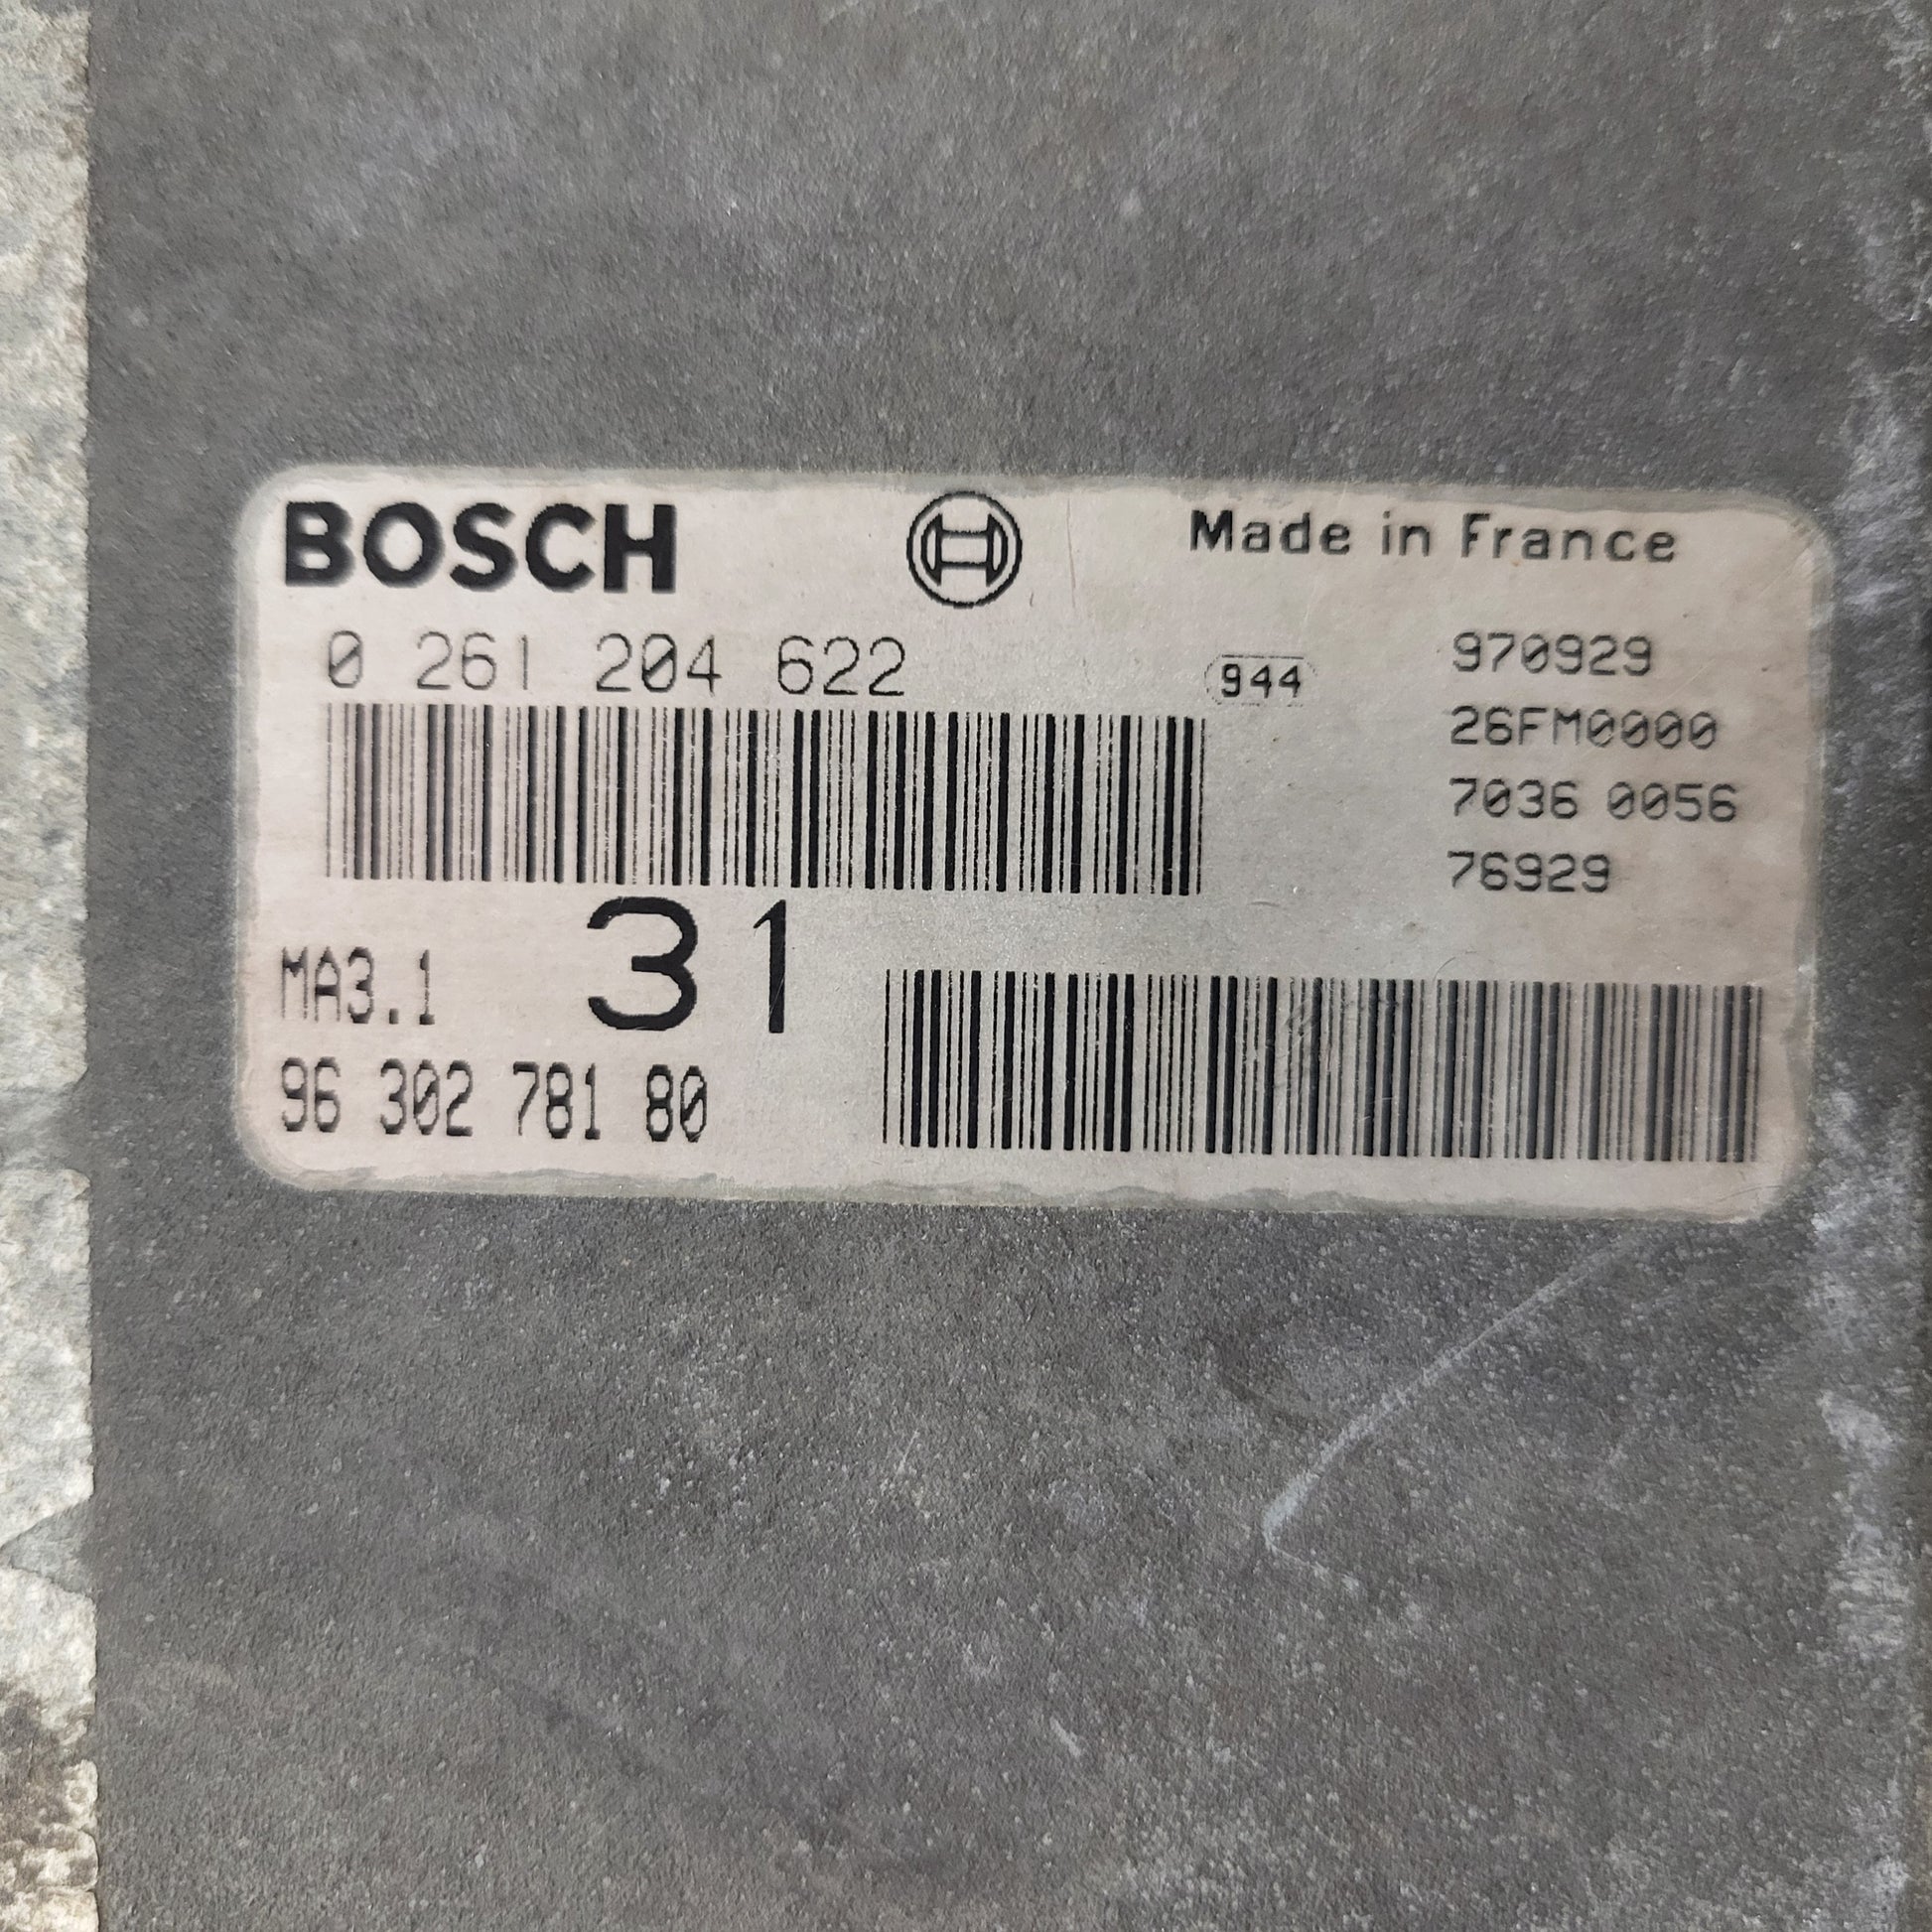 BOSCH
Made in France
0 261 204 622
944
970929
26FM0000
7036 0056
76929
MA3.1
31
96 302 781 80